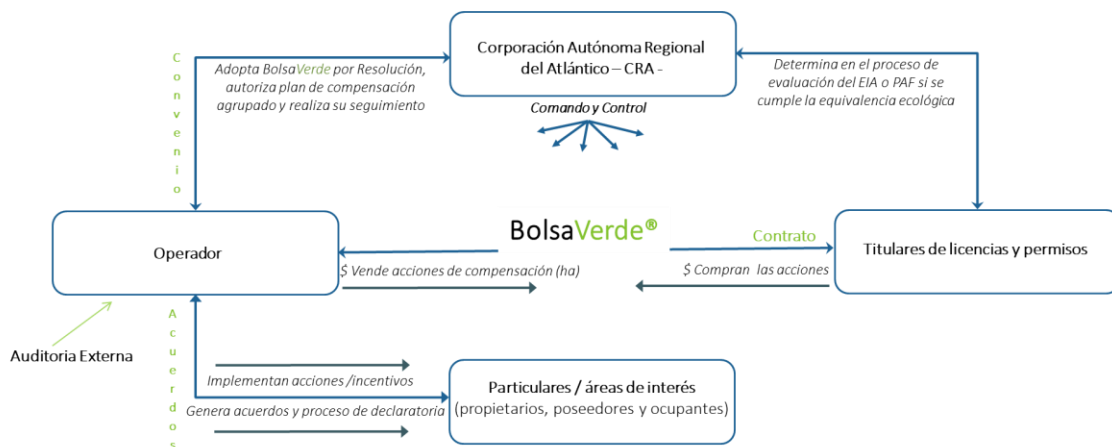 Convenio
Adopta BolsaVerde por Resolución,
autoriza plan de compensación
agrupado y realiza su seguimiento
Corporación Autónoma Regional
del Atlántico – CRA -
Comando y Control
Determina en el proceso de
evaluación del EIA o PAF si se
cumple la equivalencia ecológica
Operador
BolsaVerde®
Contrato
Titulares de licencias y permisos
$ Vende acciones de compensación (ha)
$ Compran las acciones
Auditoria Externa
Acuerdos
Implementan acciones /incentivos
Genera acuerdos y proceso de declaratoria
Particulares / áreas de interés
(propietarios, poseedores y ocupantes)